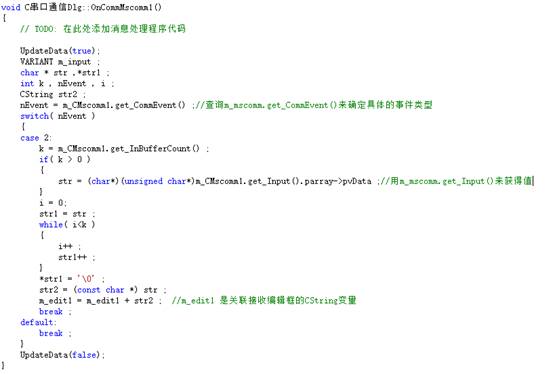 void C串口通信Dlg::OnCommMscomm1()
{
// TODO: 在此处添加消息处理程序代码
UpdateData(true);
VARIANT m_input ;
char * str ,*str1 ;
int k , nEvent , i ;
CString str2 ;
nEvent = m_CMscomm1.get_CommEvent() ;//查询m_mscomm.get_CommEvent()来确定具体的事件类型
switch( nEvent )
{
case 2:
k = m_CMscomm1.get_InBufferCount() ;
if( k > 0 )
{
str = (char*)(unsigned char*)m_CMscomm1.get_Input().parray->pvData ;//用m_mscomm.get_Input()来获得值
}
i = 0;
str1 = str ;
while( i<k )
{
i++ ;
str1++ ;
}
*str1 = '\0' ;
str2 = (const char *) str ;
m_edit1 = m_edit1 + str2 ;  //m_edit1 是关联接收编辑框的CString变量
break ;
default:
break ;
}
UpdateData(false);
}